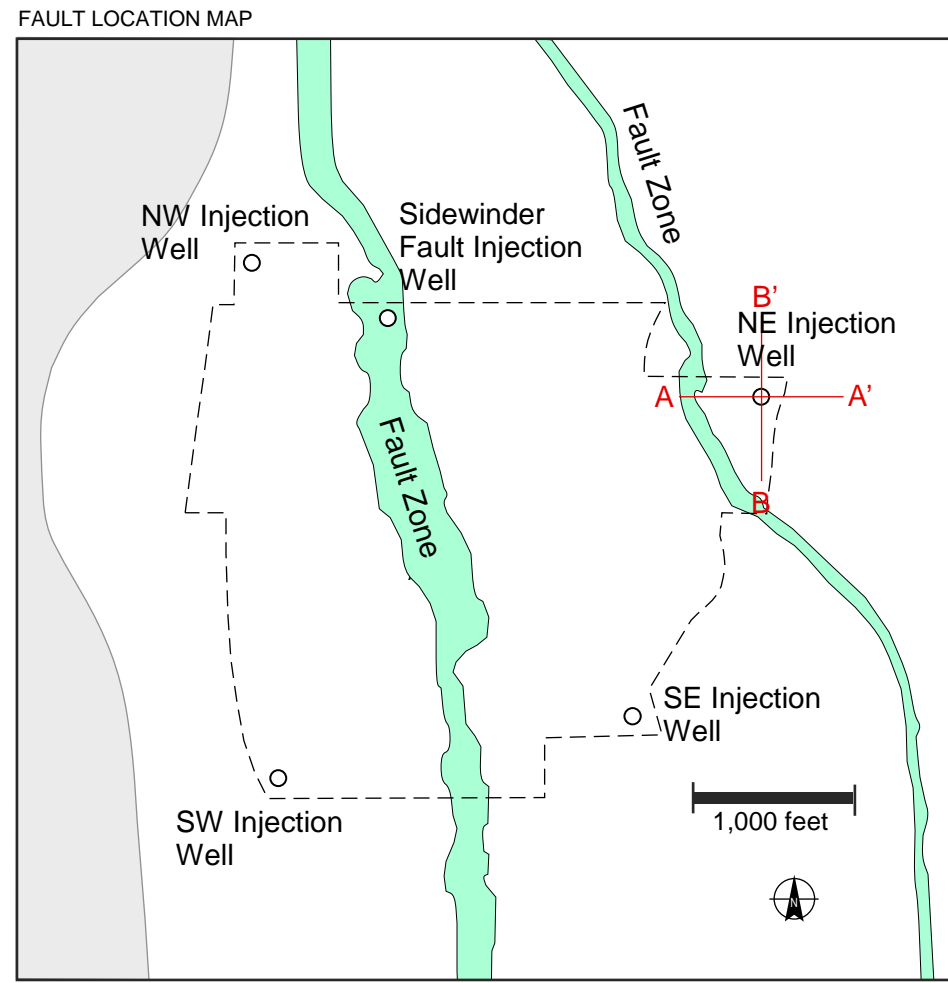 FAULT LOCATION MAP
Fault Zone
NW Injection
Well
Sidewinder
Fault Injection
Well
B’
NE Injection
Well
A
A’
Fault Zone
B
SE Injection
Well
1,000 feet
SW Injection
Well
N